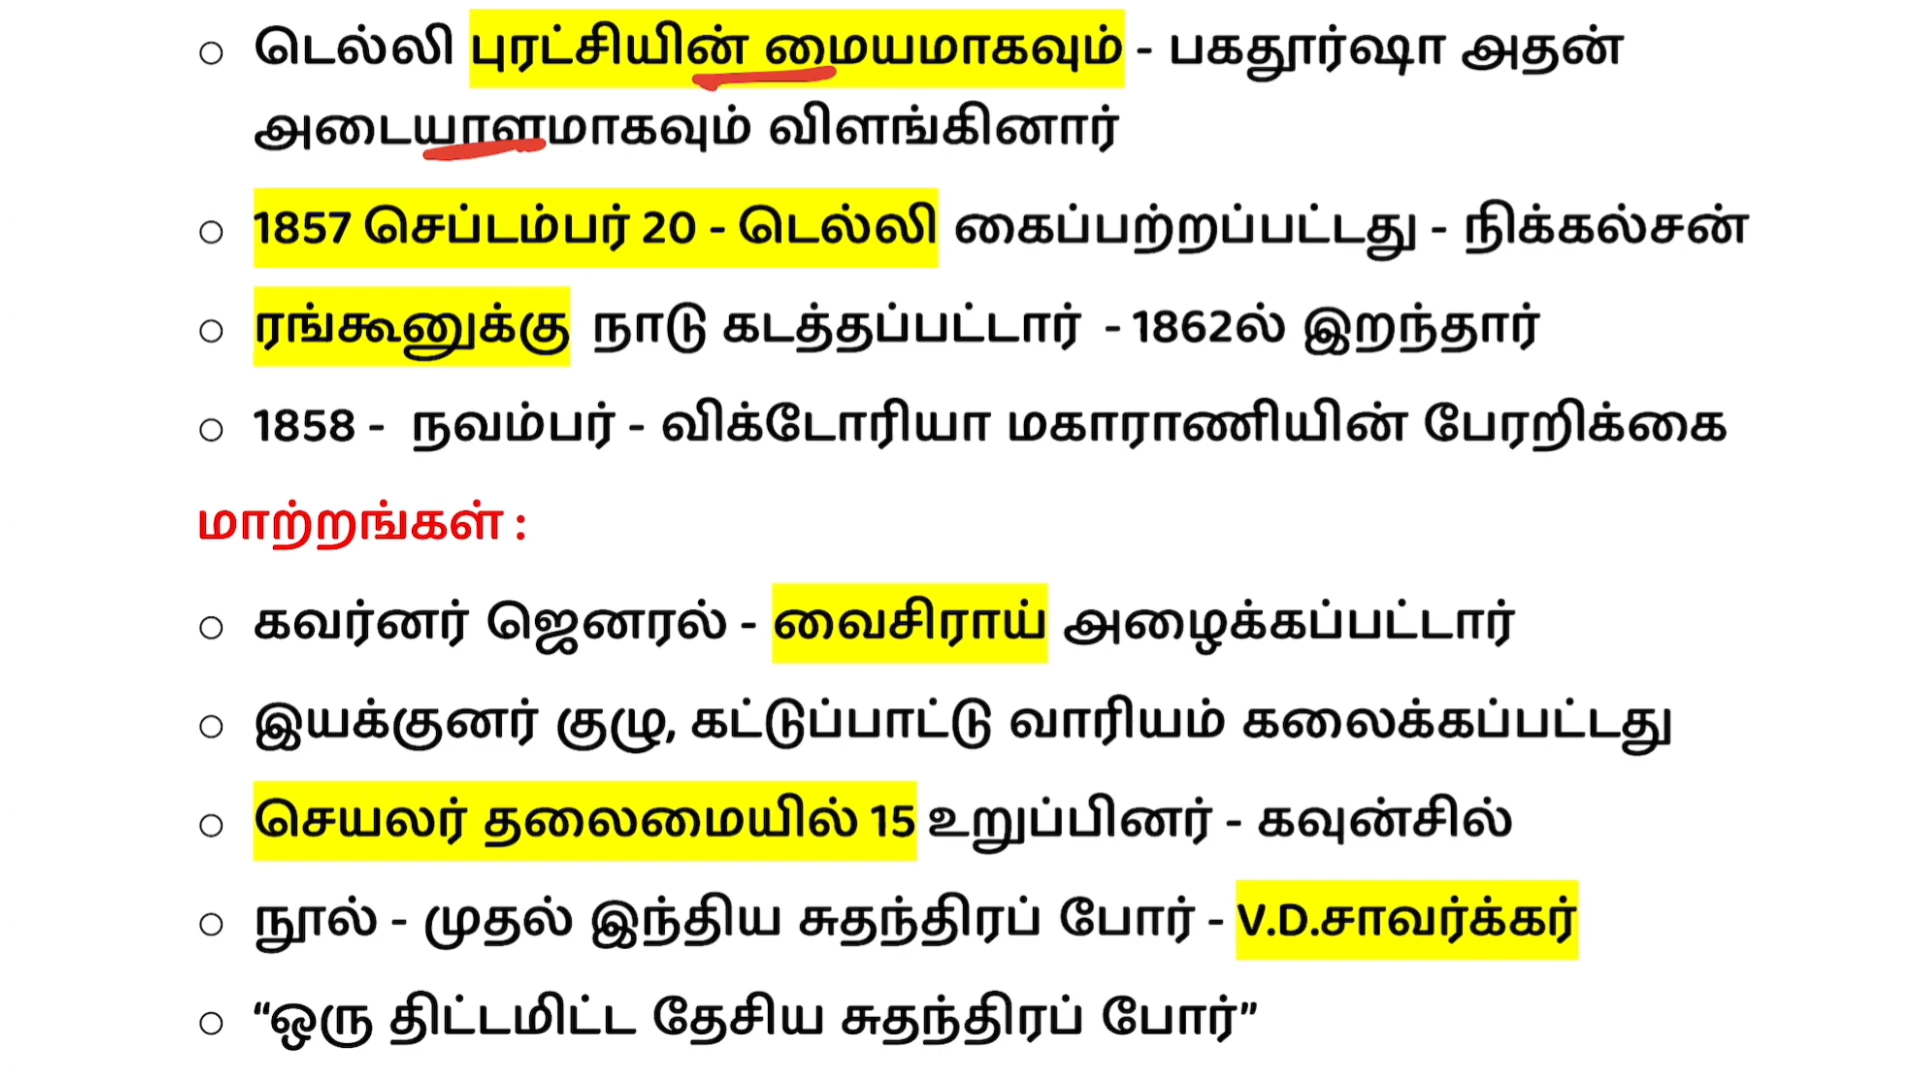 டெல்லி புரட்சியின் மையமாகவும் - பகதூர்ஷா அதன்
அடையாளமாகவும் விளங்கினார்
1857 செப்டம்பர் 20 - டெல்லி கைப்பற்றப்பட்டது - நிக்கல்சன்
ரங்கூனுக்கு நாடு கடத்தப்பட்டார் - 1862ல் இறந்தார்
1858 - நவம்பர் - விக்டோரியா மகாராணியின் பேரறிக்கை
மாற்றங்கள் :
கவர்னர் ஜெனரல் - வைசிராய் அழைக்கப்பட்டார்
இயக்குனர் குழு, கட்டுப்பாட்டு வாரியம் கலைக்கப்பட்டது
செயலர் தலைமையில் 15 உறுப்பினர் - கவுன்சில்
நூல் - முதல் இந்திய சுதந்திரப் போர் - V.D.சாவர்க்கர்
“ஒரு திட்டமிட்ட தேசிய சுதந்திரப் போர்”